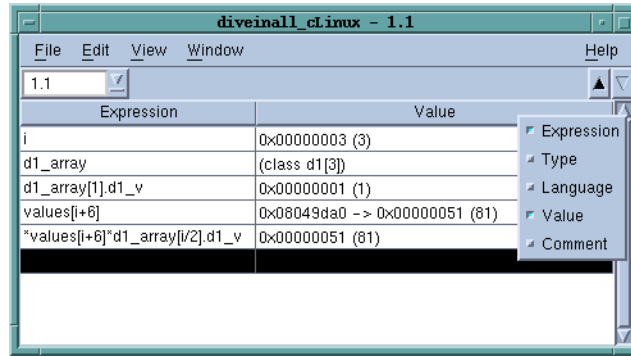 diveinall_cLinux - 1.1
File Edit View Window Help
1.1
Expression Value
i 0x00000003 (3)
d1_array (class d1[3])
d1_array[1].d1_v 0x00000001 (1)
values[i+6] 0x08049da0 -> 0x00000051 (81)
*values[i+6]*d1_array[i/2].d1_v 0x00000051 (81)
Expression
Type
Language
Value
Comment